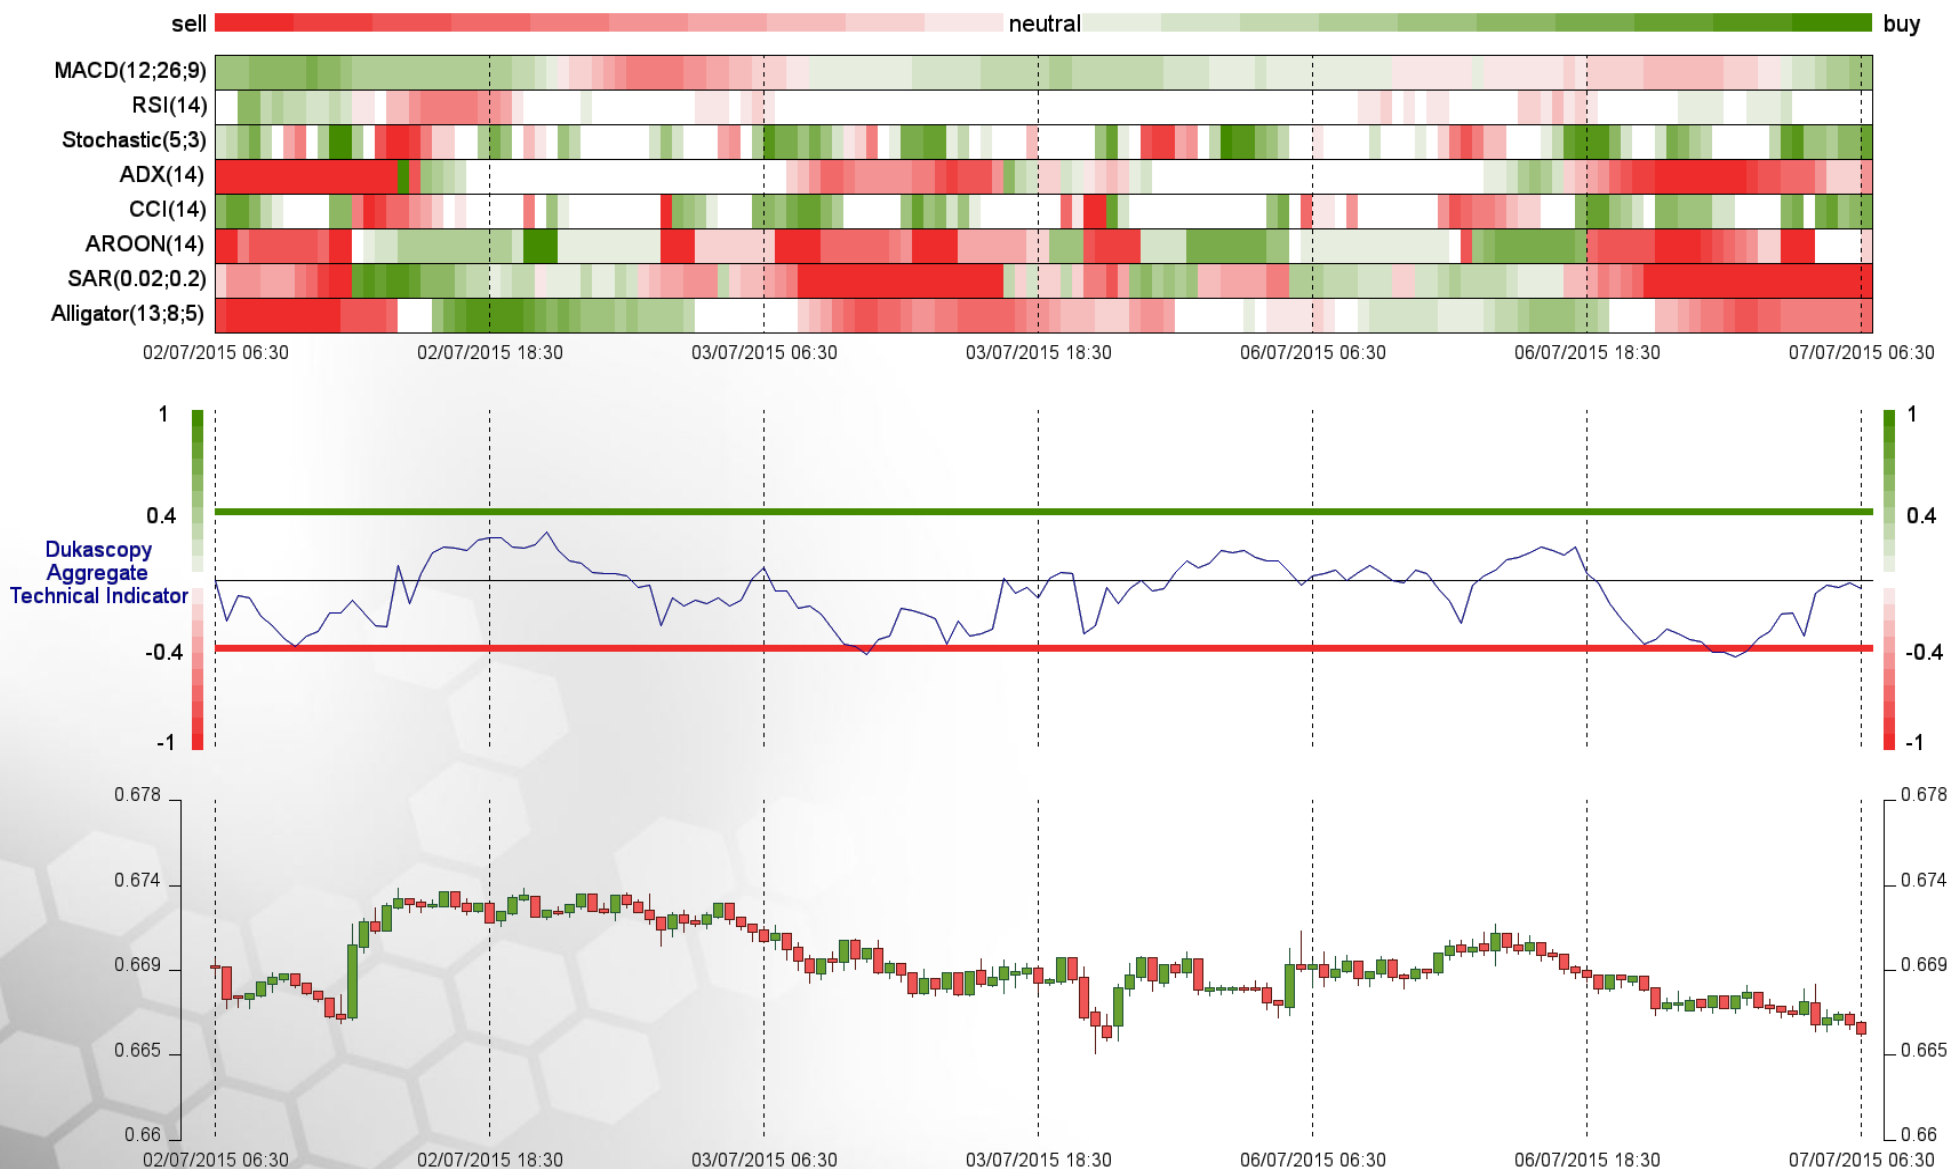 sell neutral buy
MACD(12;26;9)
RSI(14)
Stochastic(5;3)
ADX(14)
CCI(14)
AROON(14)
SAR(0.02;0.2)
Alligator(13;8;5)
02/07/2015 06:30 02/07/2015 18:30 03/07/2015 06:30 03/07/2015 18:30 06/07/2015 06:30 06/07/2015 18:30 07/07/2015 06:30
1 1
0.4 0.4
Dukascopy
Aggregate
Technical Indicator
-0.4 -0.4
-1 -1
0.678 0.678
0.674 0.674
0.669 0.669
0.665 0.665
0.66 0.66
02/07/2015 06:30 02/07/2015 18:30 03/07/2015 06:30 03/07/2015 18:30 06/07/2015 06:30 06/07/2015 18:30 07/07/2015 06:30